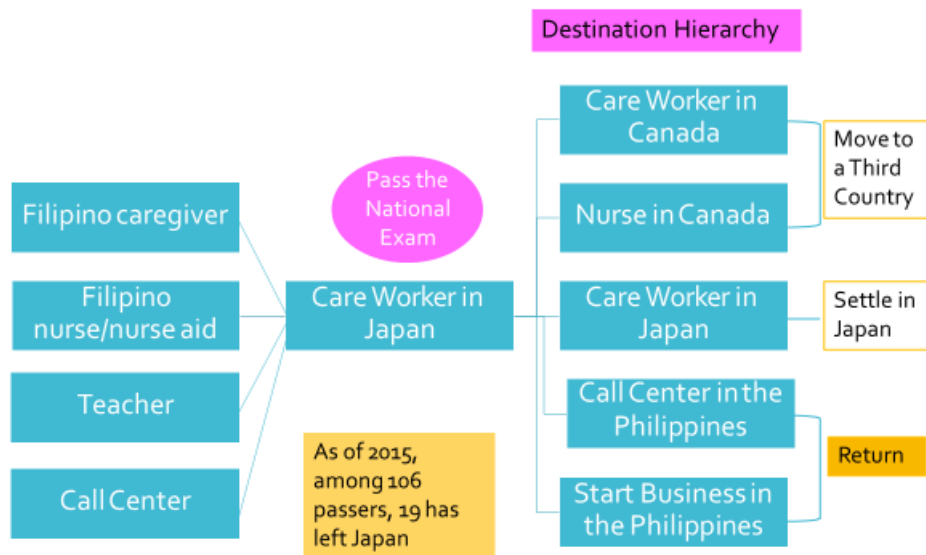 Destination Hierarchy
Filipino caregiver
Filipino
nurse/nurse aid
Teacher
Call Center
Pass the
National
Exam
Care Worker in
Japan
As of 2015,
among 106
passers, 19 has
left Japan
Care Worker in
Canada
Nurse in Canada
Care Worker in
Japan
Call Center in the
Philippines
Start Business in
the Philippines
Move to
a Third
Country
Settle in
Japan
Return